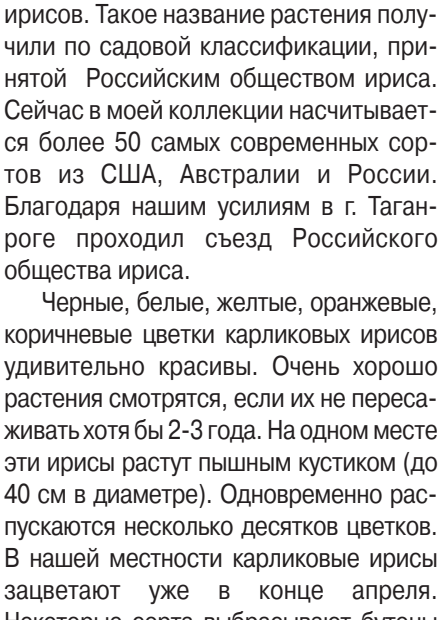 ирисов. Такое название растения полу-
чили по садовой классификации, при-
нятой Российским обществом ириса.
Сейчас в моей коллекции насчитывает-
ся более 50 самых современных сор-
тов из США, Австралии и России.
Благодаря нашим усилиям в г. Таган-
роге проходил съезд Российского
общества ириса.
Черные, белые, желтые, оранжевые,
коричневые цветки карликовых ирисов
удивительно красивы. Очень хорошо
растения смотрятся, если их не переса-
живать хотя бы 2-3 года. На одном месте
эти ирисы растут пышным кустиком (до
40 см в диаметре). Одновременно рас-
пускаются несколько десятков цветков.
В нашей местности карликовые ирисы
зацветают уже в конце апреля.
Некоторые сорта выбрасывают бутоны